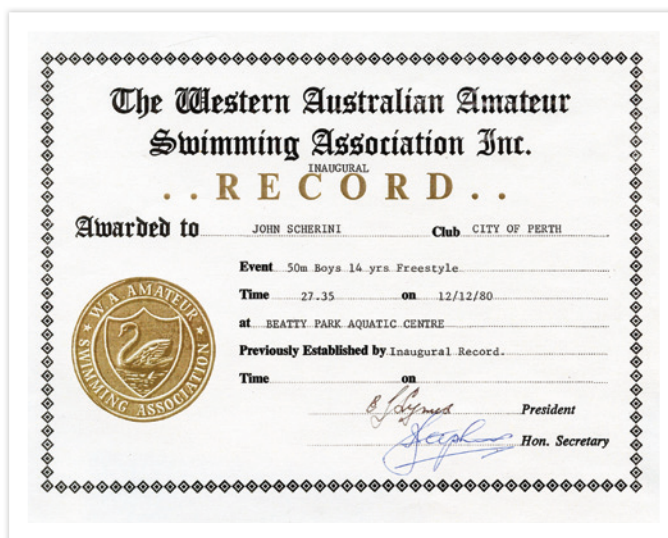 The Western Australian Amateur
Swimming Association Inc.
INAUGURAL
..RECORD..
Awarded to JOHN SCHERINI Club CITY OF PERTH
Event 50m Boys 14 yrs Freestyle
Time 27.35 on 12/12/80
at BEATTY PARK AQUATIC CENTRE
Previously Established by Inaugural Record.
Time on
President
Hon. Secretary
W.A. AMATEUR SWIMMING ASSOCIATION